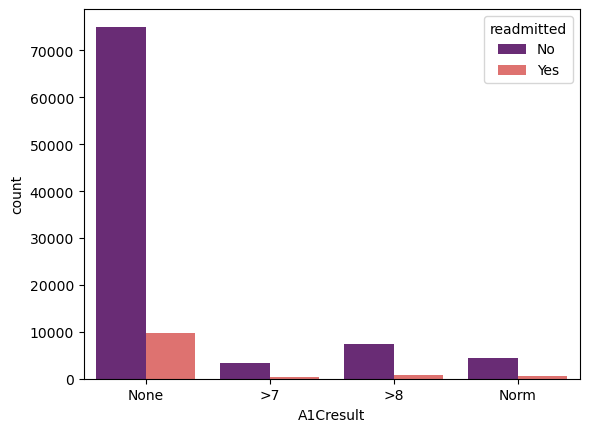 readmitted
No
Yes
70000
60000
50000
40000
30000
20000
10000
0
count
None >7 >8 Norm
A1Cresult